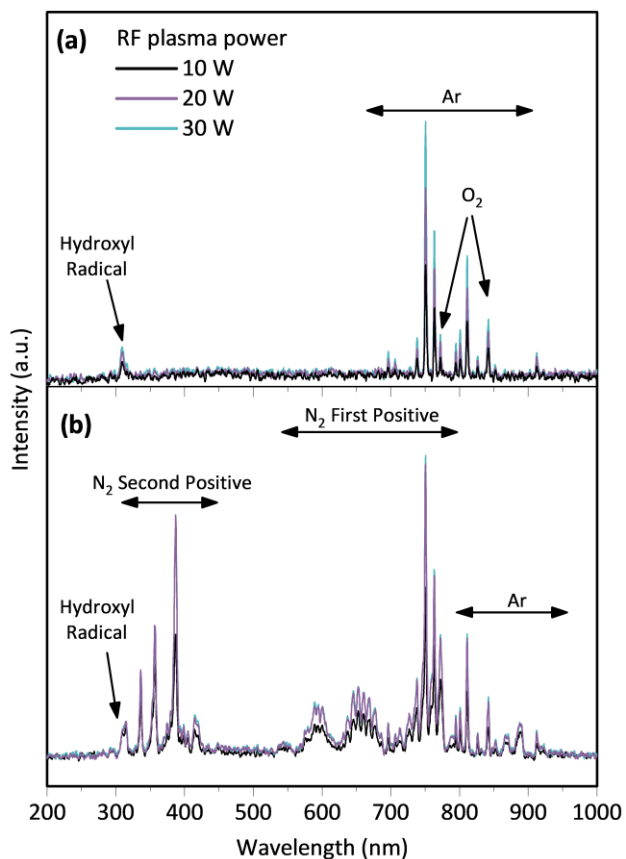 (a) RF plasma power
10 W
20 W
30 W
Ar
O₂
Hydroxyl
Radical
Intensity (a.u.)
(b)
N₂ First Positive
N₂ Second Positive
Hydroxyl
Radical
Ar
200 300 400 500 600 700 800 900 1000
Wavelength (nm)